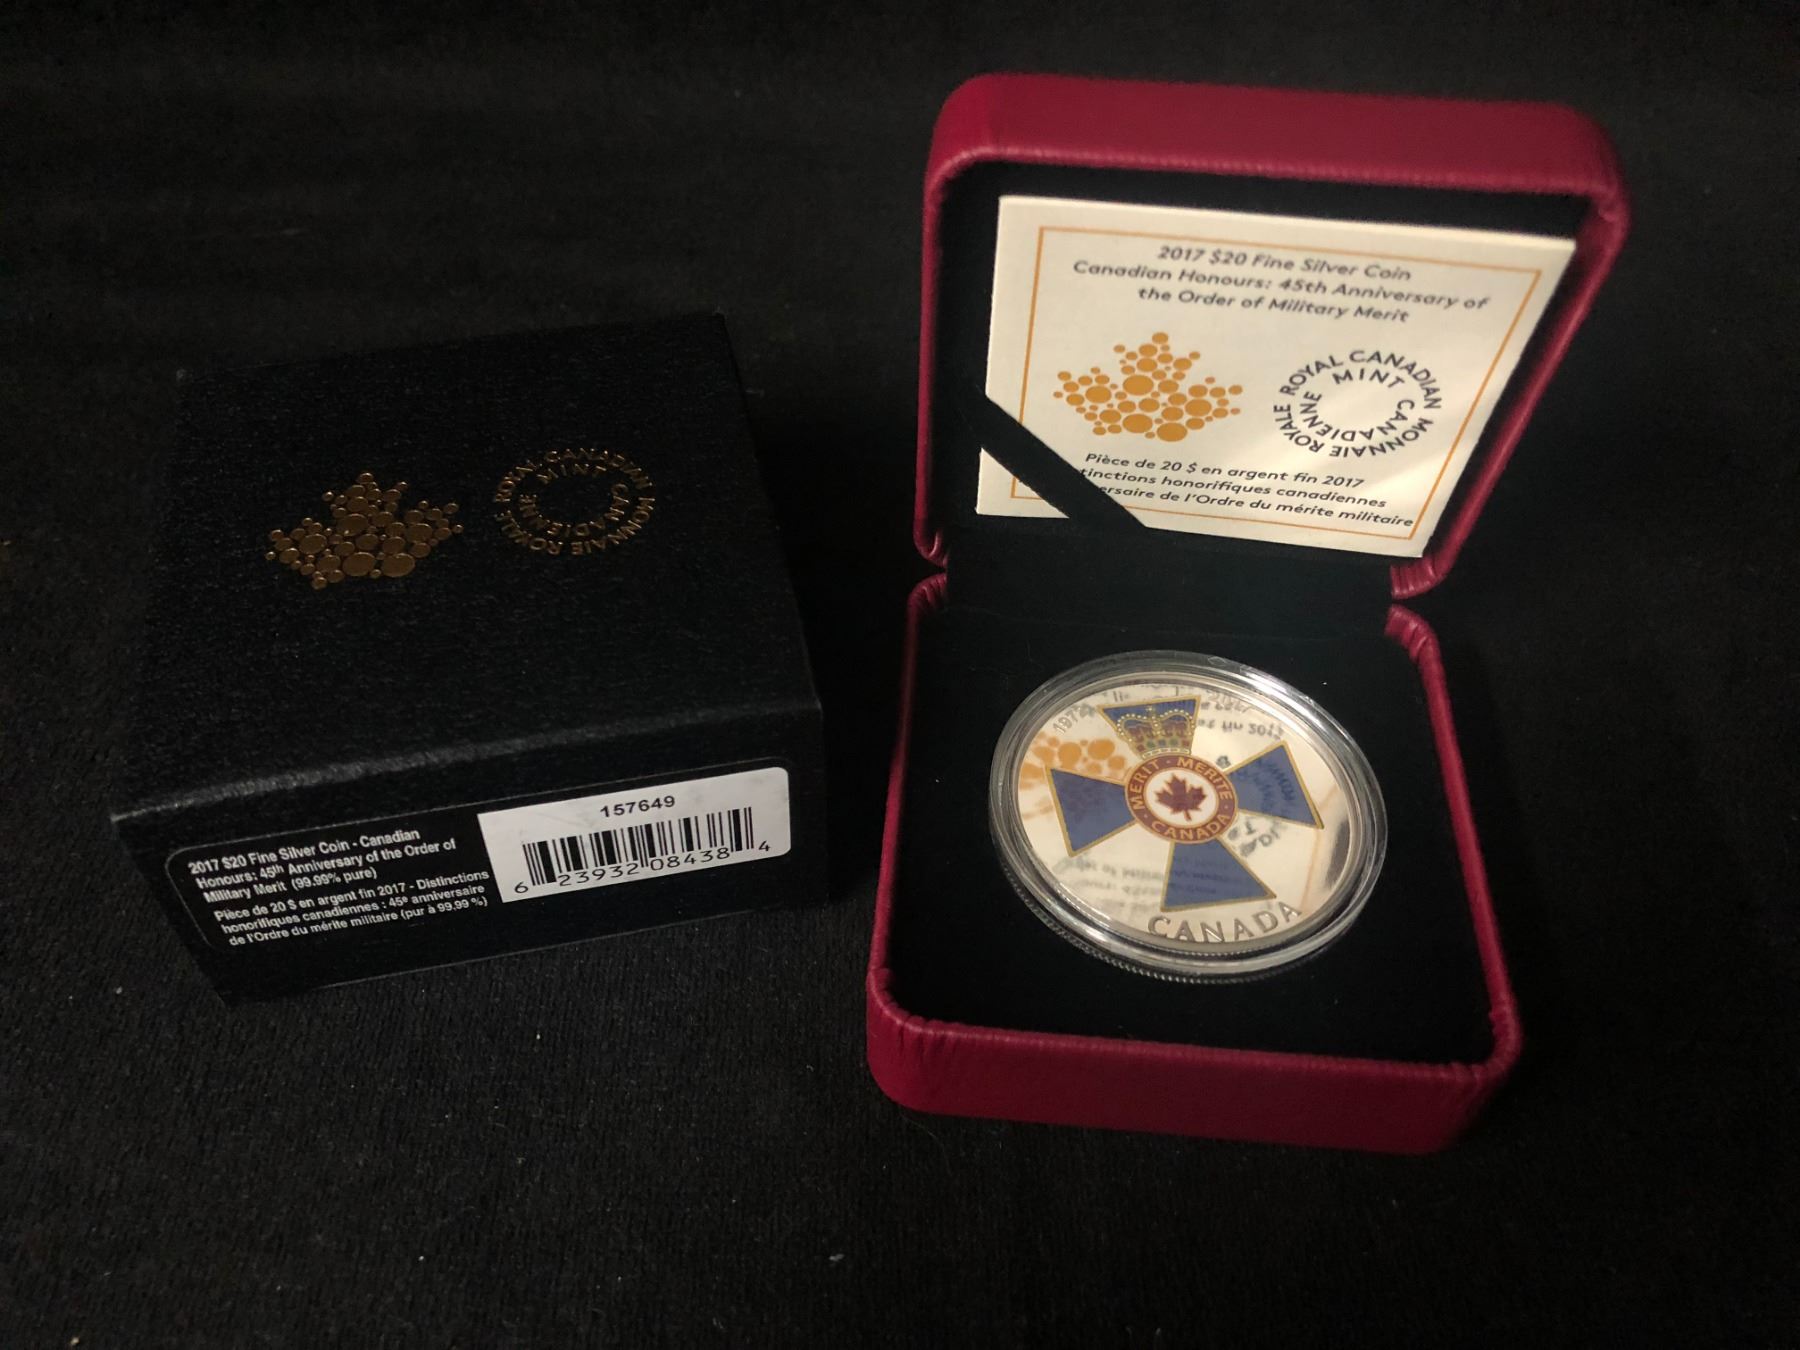 ROYAL CANADIAN MINT
MONNAIE ROYALE CANADIENNE
2017 $20 Fine Silver Coin - Canadian
Honours: 45th Anniversary of the Order of
Military Merit (99.99% pure)
Pièce de 20 $ en argent fin 2017 - Distinctions
honorifiques canadiennes : 45e anniversaire
de l'Ordre du mérite militaire (pur à 99,99 %)
157649
6 23932 08438 4
2017 $20 Fine Silver Coin
Canadian Honours: 45th Anniversary of
the Order of Military Merit
ROYAL CANADIAN MINT
MONNAIE ROYALE CANADIENNE
Pièce de 20 $ en argent fin 2017
tinctions honorifiques canadiennes
ersaire de l'Ordre du mérite militaire
MERIT · MERITE · CANADA ·
CANADA